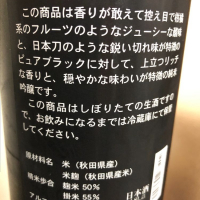 この商品は香りが敢えて控え目で柑橘
系のフルーツのようなジューシーな酸味
と、日本刀のような鋭い切れ味が特徴の
ピュアブラックに対して、上立つリッチ
な香りと、穏やかな味わいが特徴の純米
吟醸です。
この商品はしぼりたての生酒ですので
で、お飲みになるまでは冷蔵庫にて保管
してください。
原材料名 米（秋田県産）
米麹（秋田県産米）
精米歩合 麹米 50%
掛米 55%
日本酒